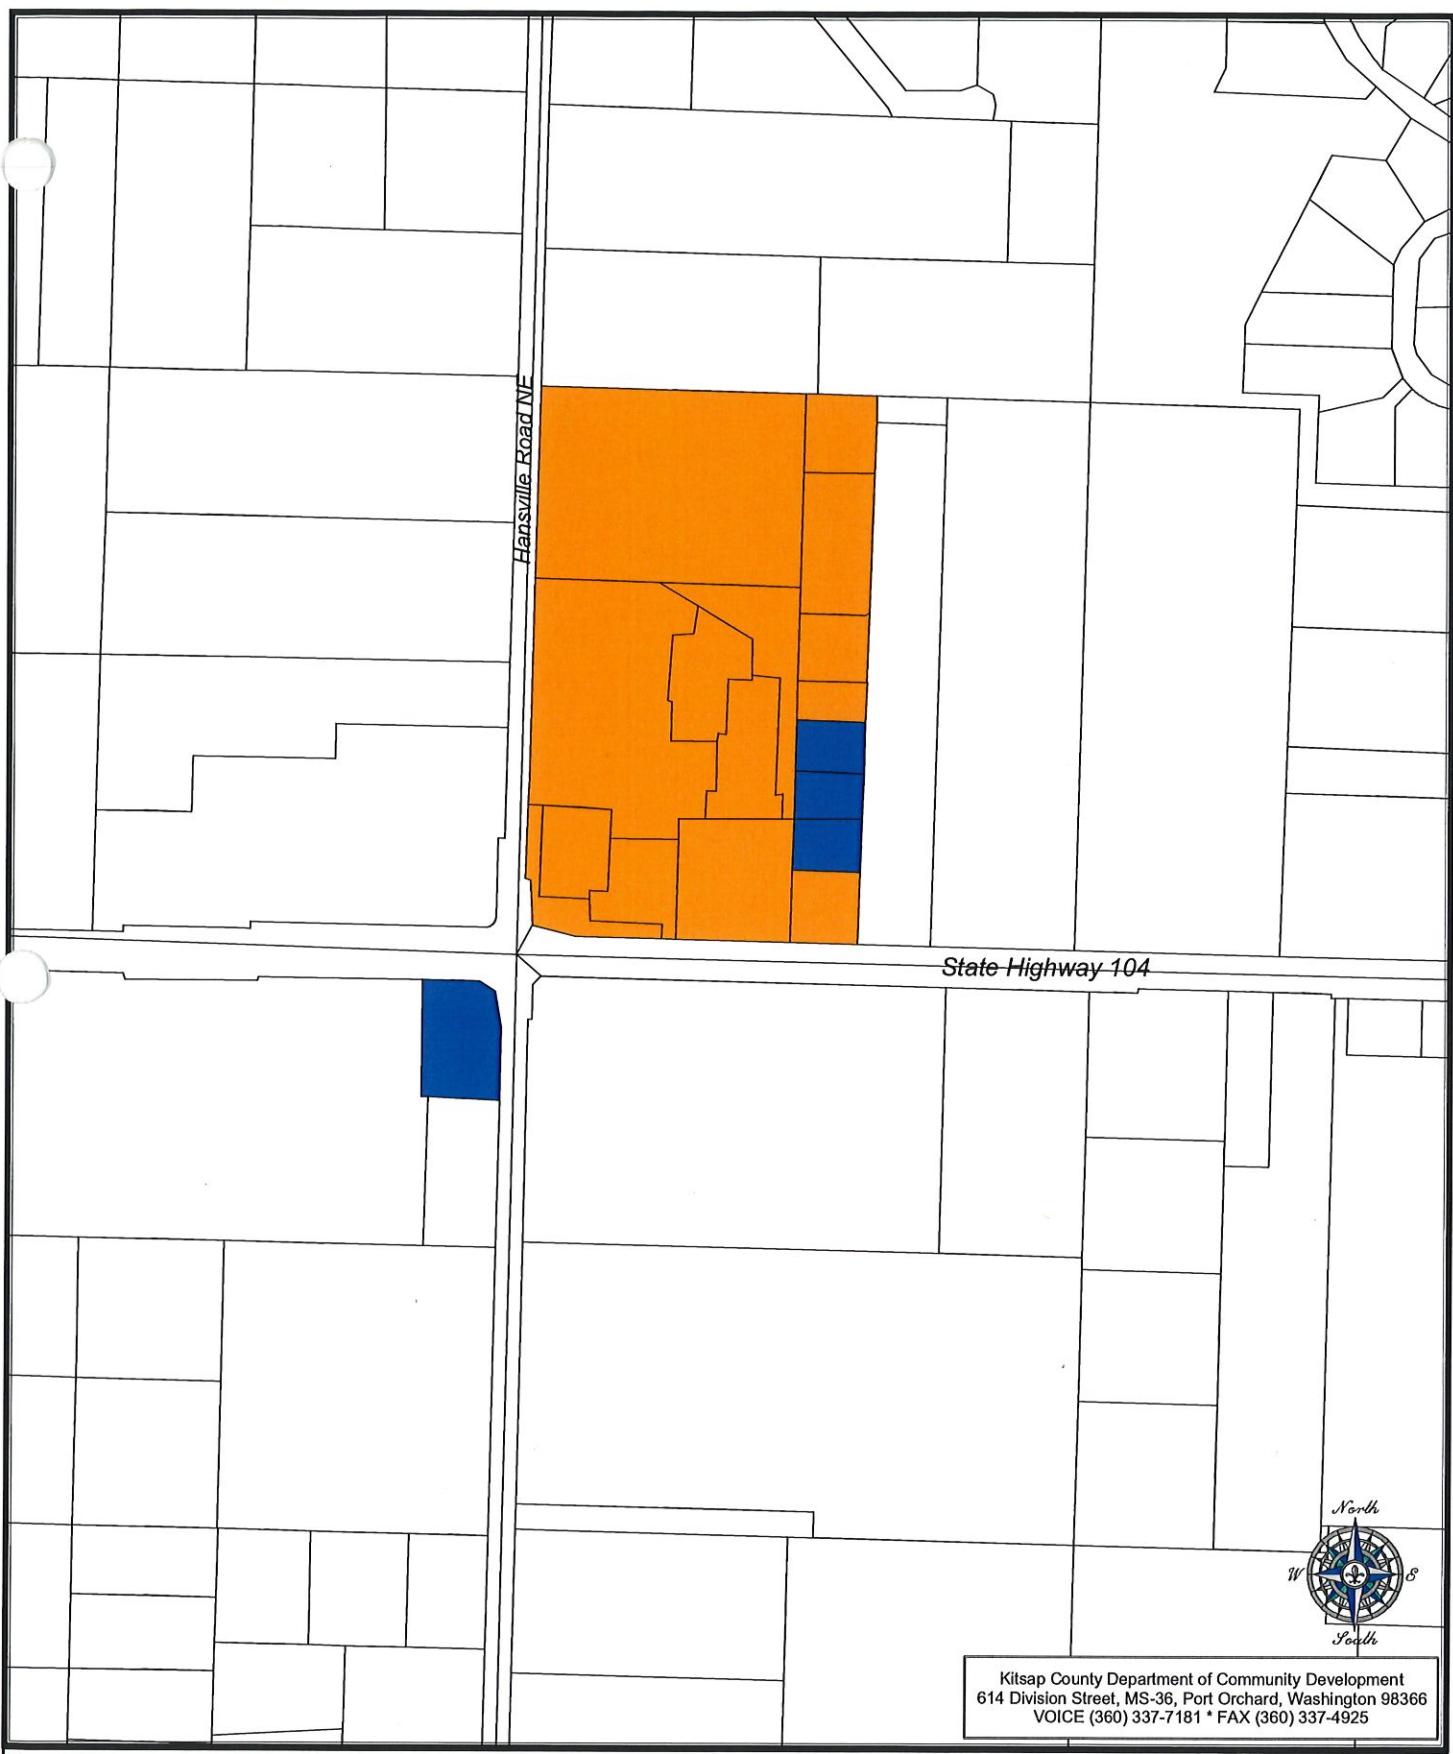 Hansville Road NE
State Highway 104
North
W
E
South
Kitsap County Department of Community Development
614 Division Street, MS-36, Port Orchard, Washington 98366
VOICE (360) 337-7181 * FAX (360) 337-4925